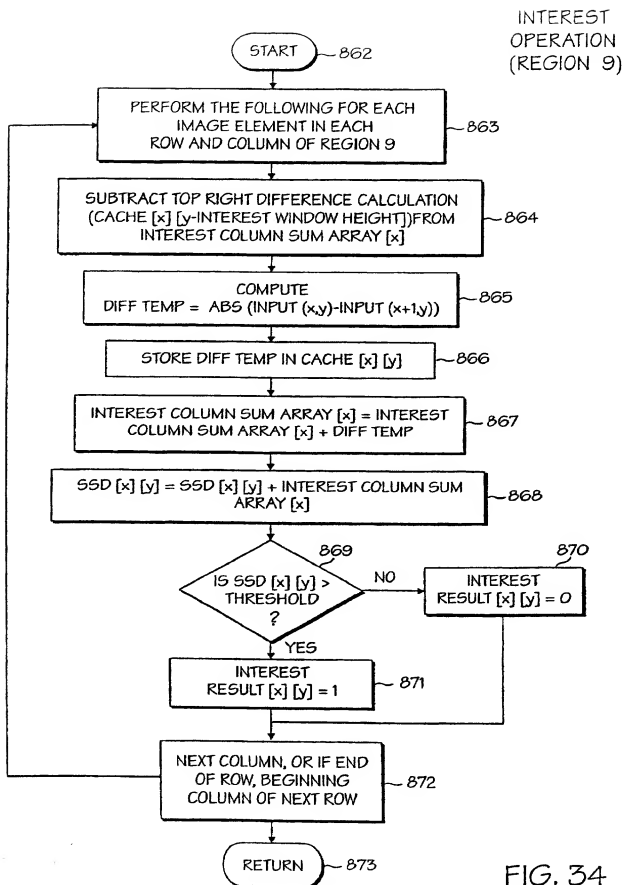 INTEREST
OPERATION
(REGION 9)
START
862
PERFORM THE FOLLOWING FOR EACH
IMAGE ELEMENT IN EACH
ROW AND COLUMN OF REGION 9
863
SUBTRACT TOP RIGHT DIFFERENCE CALCULATION
(CACHE [x] [y-INTEREST WINDOW HEIGHT])FROM
INTEREST COLUMN SUM ARRAY [x]
864
COMPUTE
DIFF TEMP = ABS (INPUT (x,y)-INPUT (x+1,y))
865
STORE DIFF TEMP IN CACHE [x] [y]
866
INTEREST COLUMN SUM ARRAY [x] = INTEREST
COLUMN SUM ARRAY [x] + DIFF TEMP
867
SSD [x] [y] = SSD [x] [y] + INTEREST COLUMN SUM
ARRAY [x]
868
869
IS SSD [x] [y] >
THRESHOLD
?
NO
870
INTEREST
RESULT [x] [y] = 0
YES
INTEREST
RESULT [x] [y] = 1
871
NEXT COLUMN, OR IF END
OF ROW, BEGINNING
COLUMN OF NEXT ROW
872
RETURN
873
FIG. 34